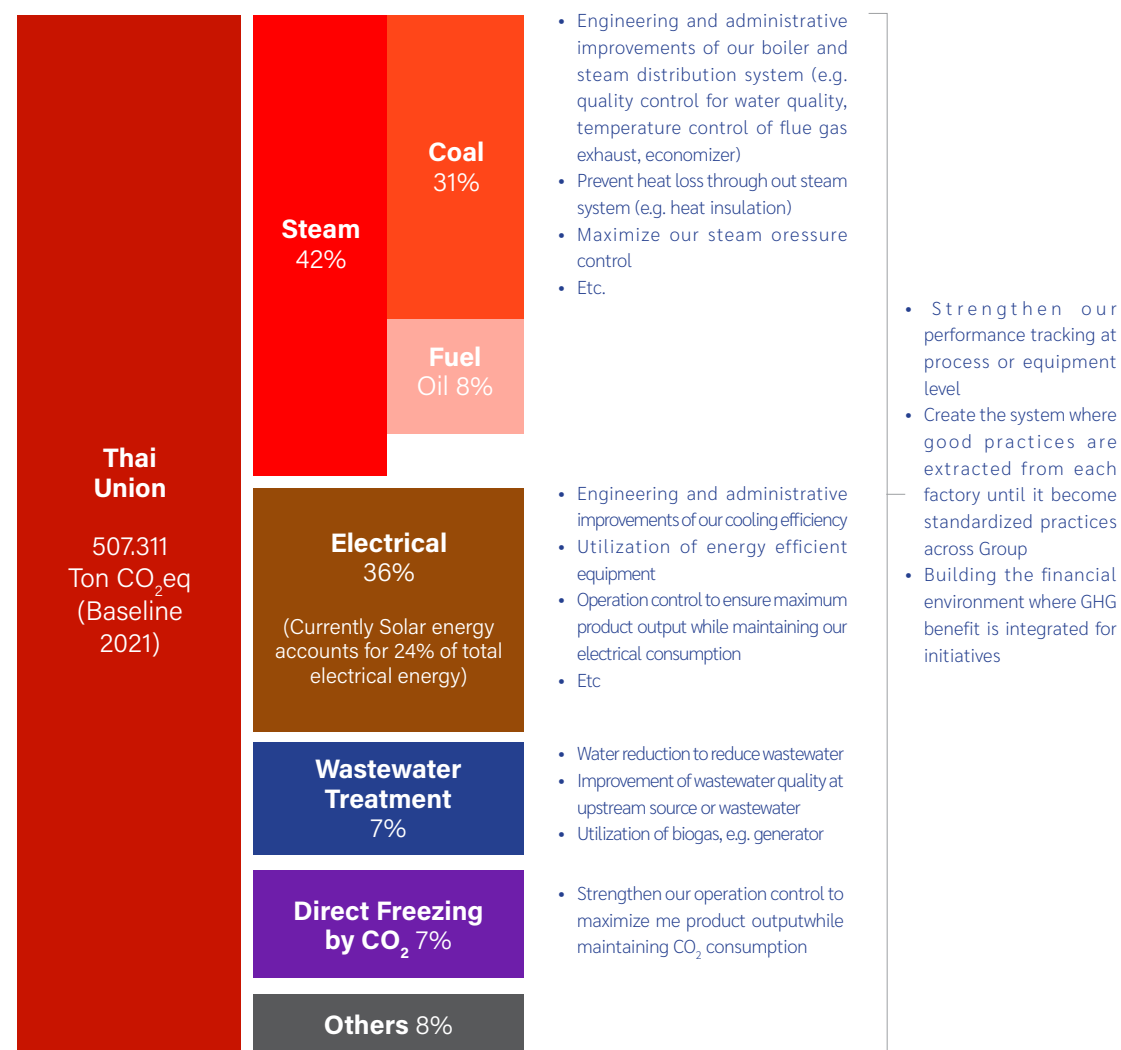 Thai
Union
507.311
Ton CO₂eq
(Baseline
2021)
Steam
42%
Coal
31%
Fuel
Oil 8%
• Engineering and administrative
improvements of our boiler and
steam distribution system (e.g.
quality control for water quality,
temperature control of flue gas
exhaust, economizer)
• Prevent heat loss through out steam
system (e.g. heat insulation)
• Maximize our steam oressure
control
• Etc.
Electrical
36%
(Currently Solar energy
accounts for 24% of total
electrical energy)
• Engineering and administrative
improvements of our cooling efficiency
• Utilization of energy efficient
equipment
• Operation control to ensure maximum
product output while maintaining our
electrical consumption
• Etc
Wastewater
Treatment
7%
• Water reduction to reduce wastewater
• Improvement of wastewater quality at
upstream source or wastewater
• Utilization of biogas, e.g. generator
Direct Freezing
by CO₂ 7%
• Strengthen our operation control to
maximize me product outputwhile
maintaining CO₂ consumption
Others 8%
• Strengthen our
performance tracking at
process or equipment
level
• Create the system where
good practices are
extracted from each
factory until it become
standardized practices
across Group
• Building the financial
environment where GHG
benefit is integrated for
initiatives